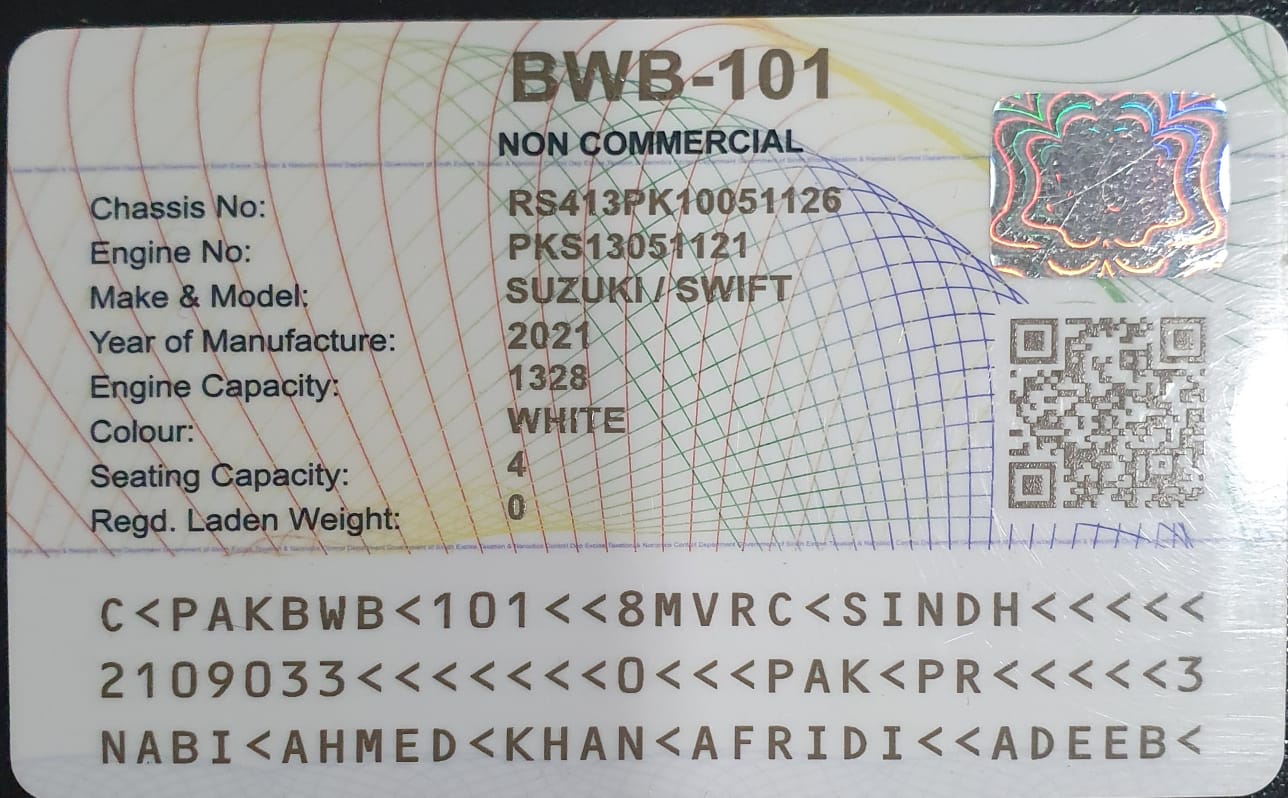 BWB-101
NON COMMERCIAL
Chassis No: RS413PK10051126
Engine No: PKS13051121
Make & Model: SUZUKI / SWIFT
Year of Manufacture: 2021
Engine Capacity: 1328
Colour: WHITE
Seating Capacity: 4
Regd. Laden Weight: 0
C<PAKBWB<101<<8MVRC<SINDH<<<<<
2109033<<<<<<<0<<<PAK<PR<<<<<3
NABI<AHMED<KHAN<AFRIDI<<ADEEB<